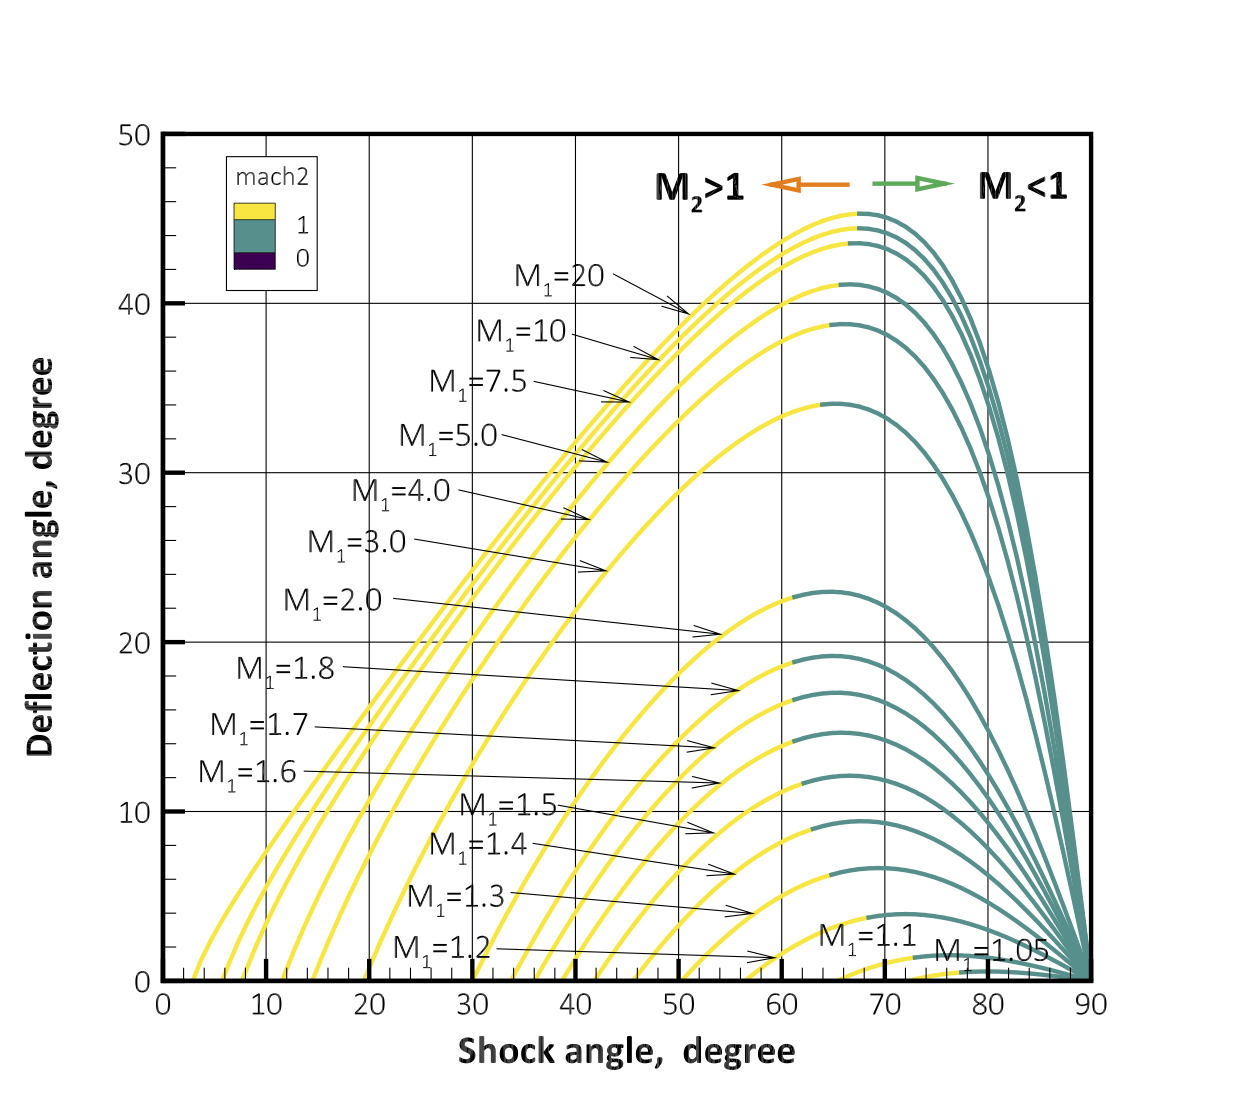 50
mach2
1
0
M2>1
M2<1
M1=20
40
M1=10
M1=7.5
M1=5.0
30
M1=4.0
M1=3.0
M1=2.0
20
M1=1.8
M1=1.7
M1=1.6
10
M1=1.5
M1=1.4
M1=1.3
M1=1.2
M1=1.1
M1=1.05
0
Deflection angle, degree
0 10 20 30 40 50 60 70 80 90
Shock angle, degree